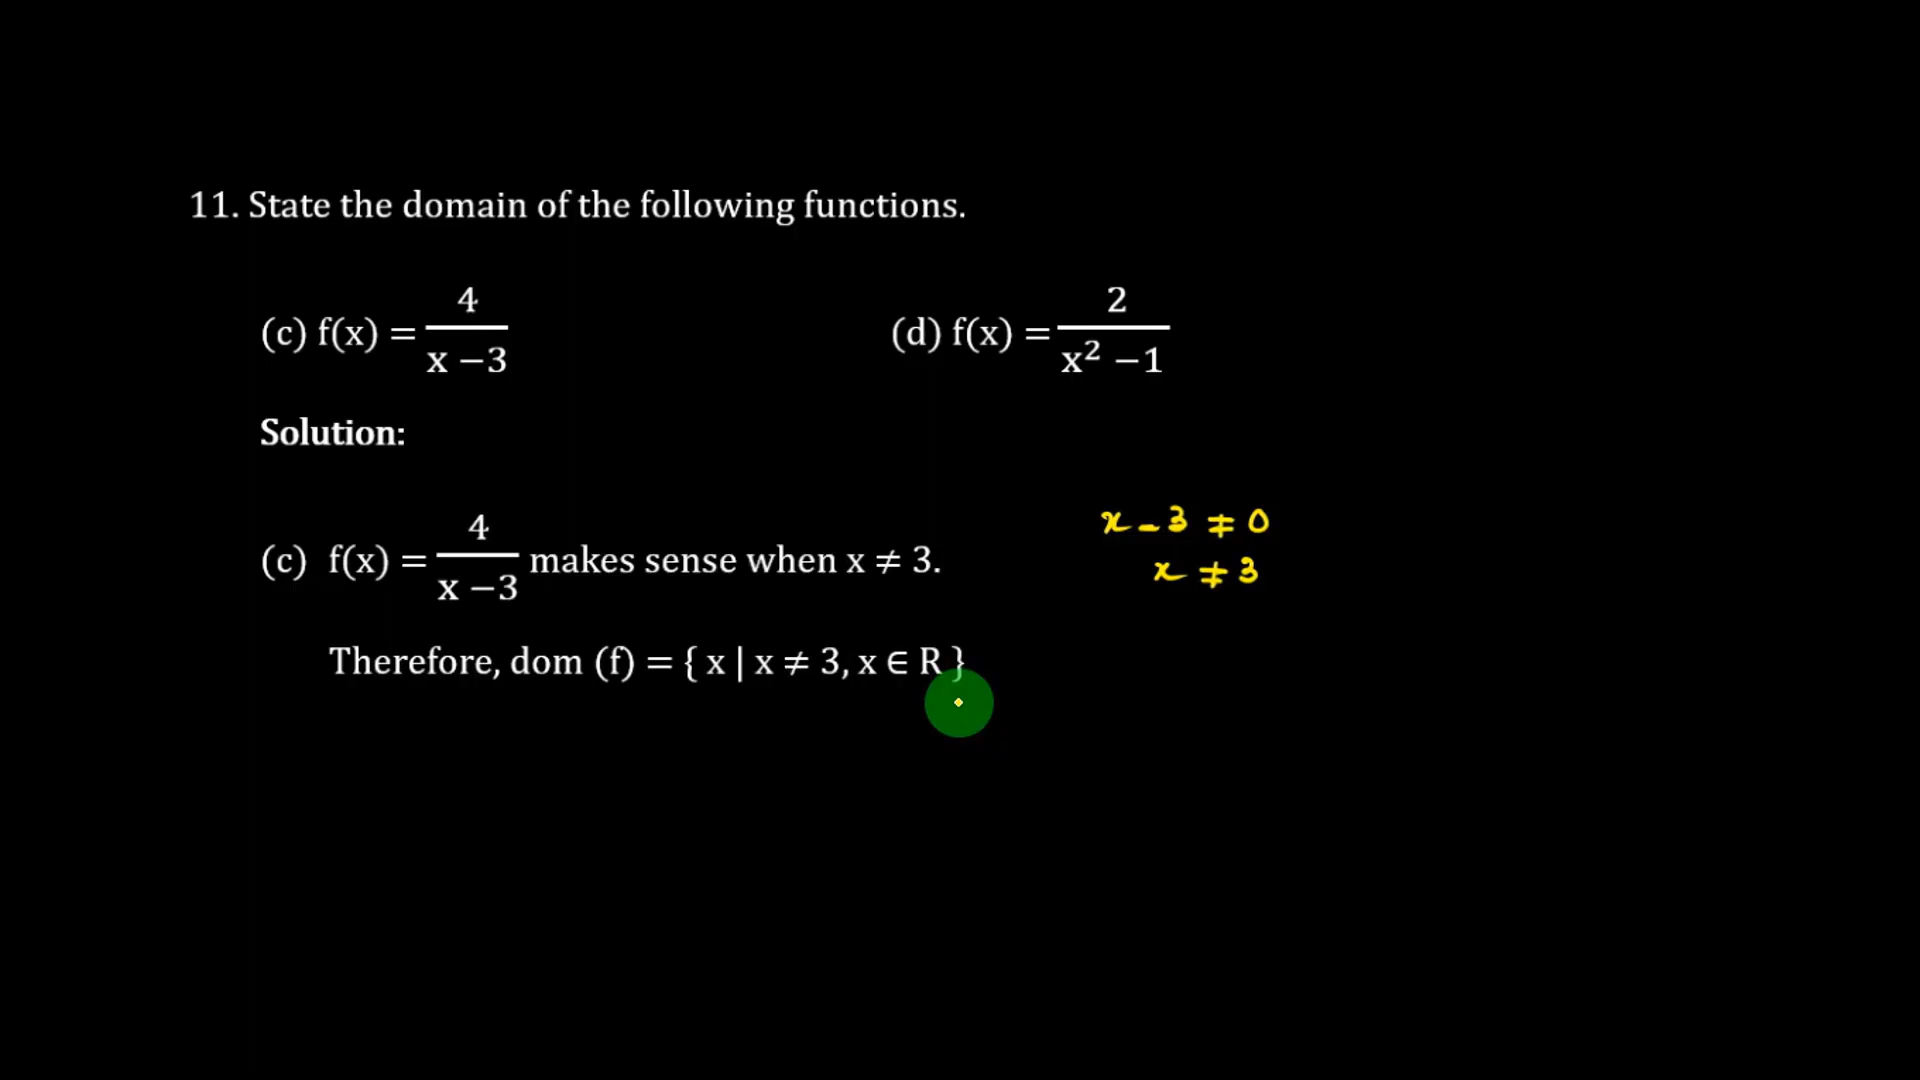 11. State the domain of the following functions.
(c) f(x) = 4/(x −3)
(d) f(x) = 2/(x² −1)
Solution:
(c) f(x) = 4/(x −3) makes sense when x ≠ 3.
x - 3 ≠ 0
x ≠ 3
Therefore, dom (f) = { x | x ≠ 3, x ∈ R }